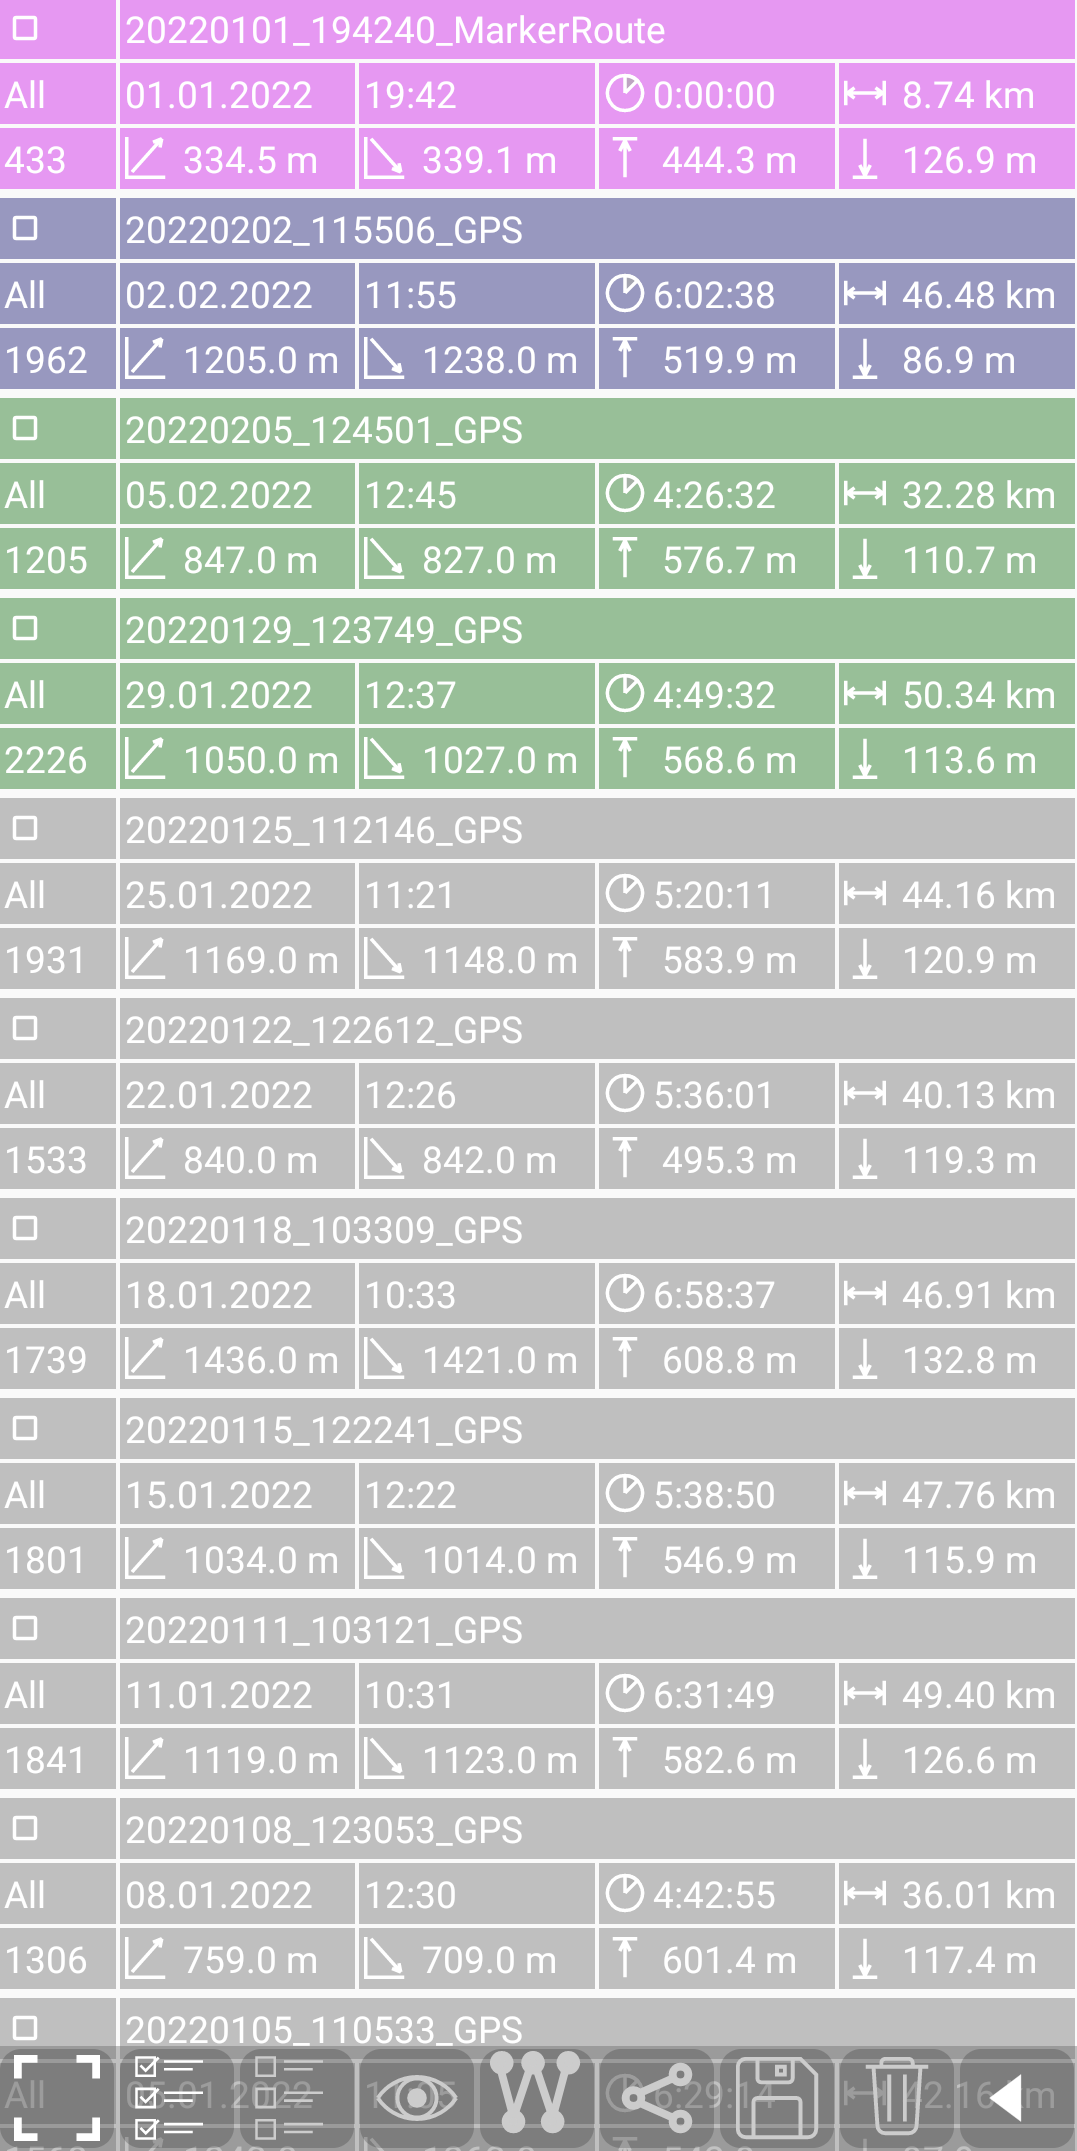 20220101_194240_MarkerRoute
All 01.01.2022 19:42 0:00:00 8.74 km
433 334.5 m 339.1 m 444.3 m 126.9 m
20220202_115506_GPS
All 02.02.2022 11:55 6:02:38 46.48 km
1962 1205.0 m 1238.0 m 519.9 m 86.9 m
20220205_124501_GPS
All 05.02.2022 12:45 4:26:32 32.28 km
1205 847.0 m 827.0 m 576.7 m 110.7 m
20220129_123749_GPS
All 29.01.2022 12:37 4:49:32 50.34 km
2226 1050.0 m 1027.0 m 568.6 m 113.6 m
20220125_112146_GPS
All 25.01.2022 11:21 5:20:11 44.16 km
1931 1169.0 m 1148.0 m 583.9 m 120.9 m
20220122_122612_GPS
All 22.01.2022 12:26 5:36:01 40.13 km
1533 840.0 m 842.0 m 495.3 m 119.3 m
20220118_103309_GPS
All 18.01.2022 10:33 6:58:37 46.91 km
1739 1436.0 m 1421.0 m 608.8 m 132.8 m
20220115_122241_GPS
All 15.01.2022 12:22 5:38:50 47.76 km
1801 1034.0 m 1014.0 m 546.9 m 115.9 m
20220111_103121_GPS
All 11.01.2022 10:31 6:31:49 49.40 km
1841 1119.0 m 1123.0 m 582.6 m 126.6 m
20220108_123053_GPS
All 08.01.2022 12:30 4:42:55 36.01 km
1306 759.0 m 709.0 m 601.4 m 117.4 m
20220105_110533_GPS
All 05.01.2022 6:29:14 42.16 km